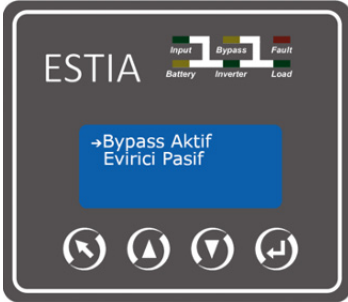 ESTIA
Input Bypass Fault
Battery Inverter Load
→Bypass Aktif
Evirici Pasif